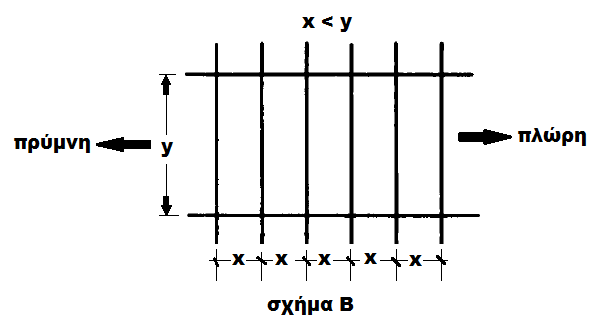 x < y
πρύμνη
y
πλώρη
x x x x x
σχήμα Β